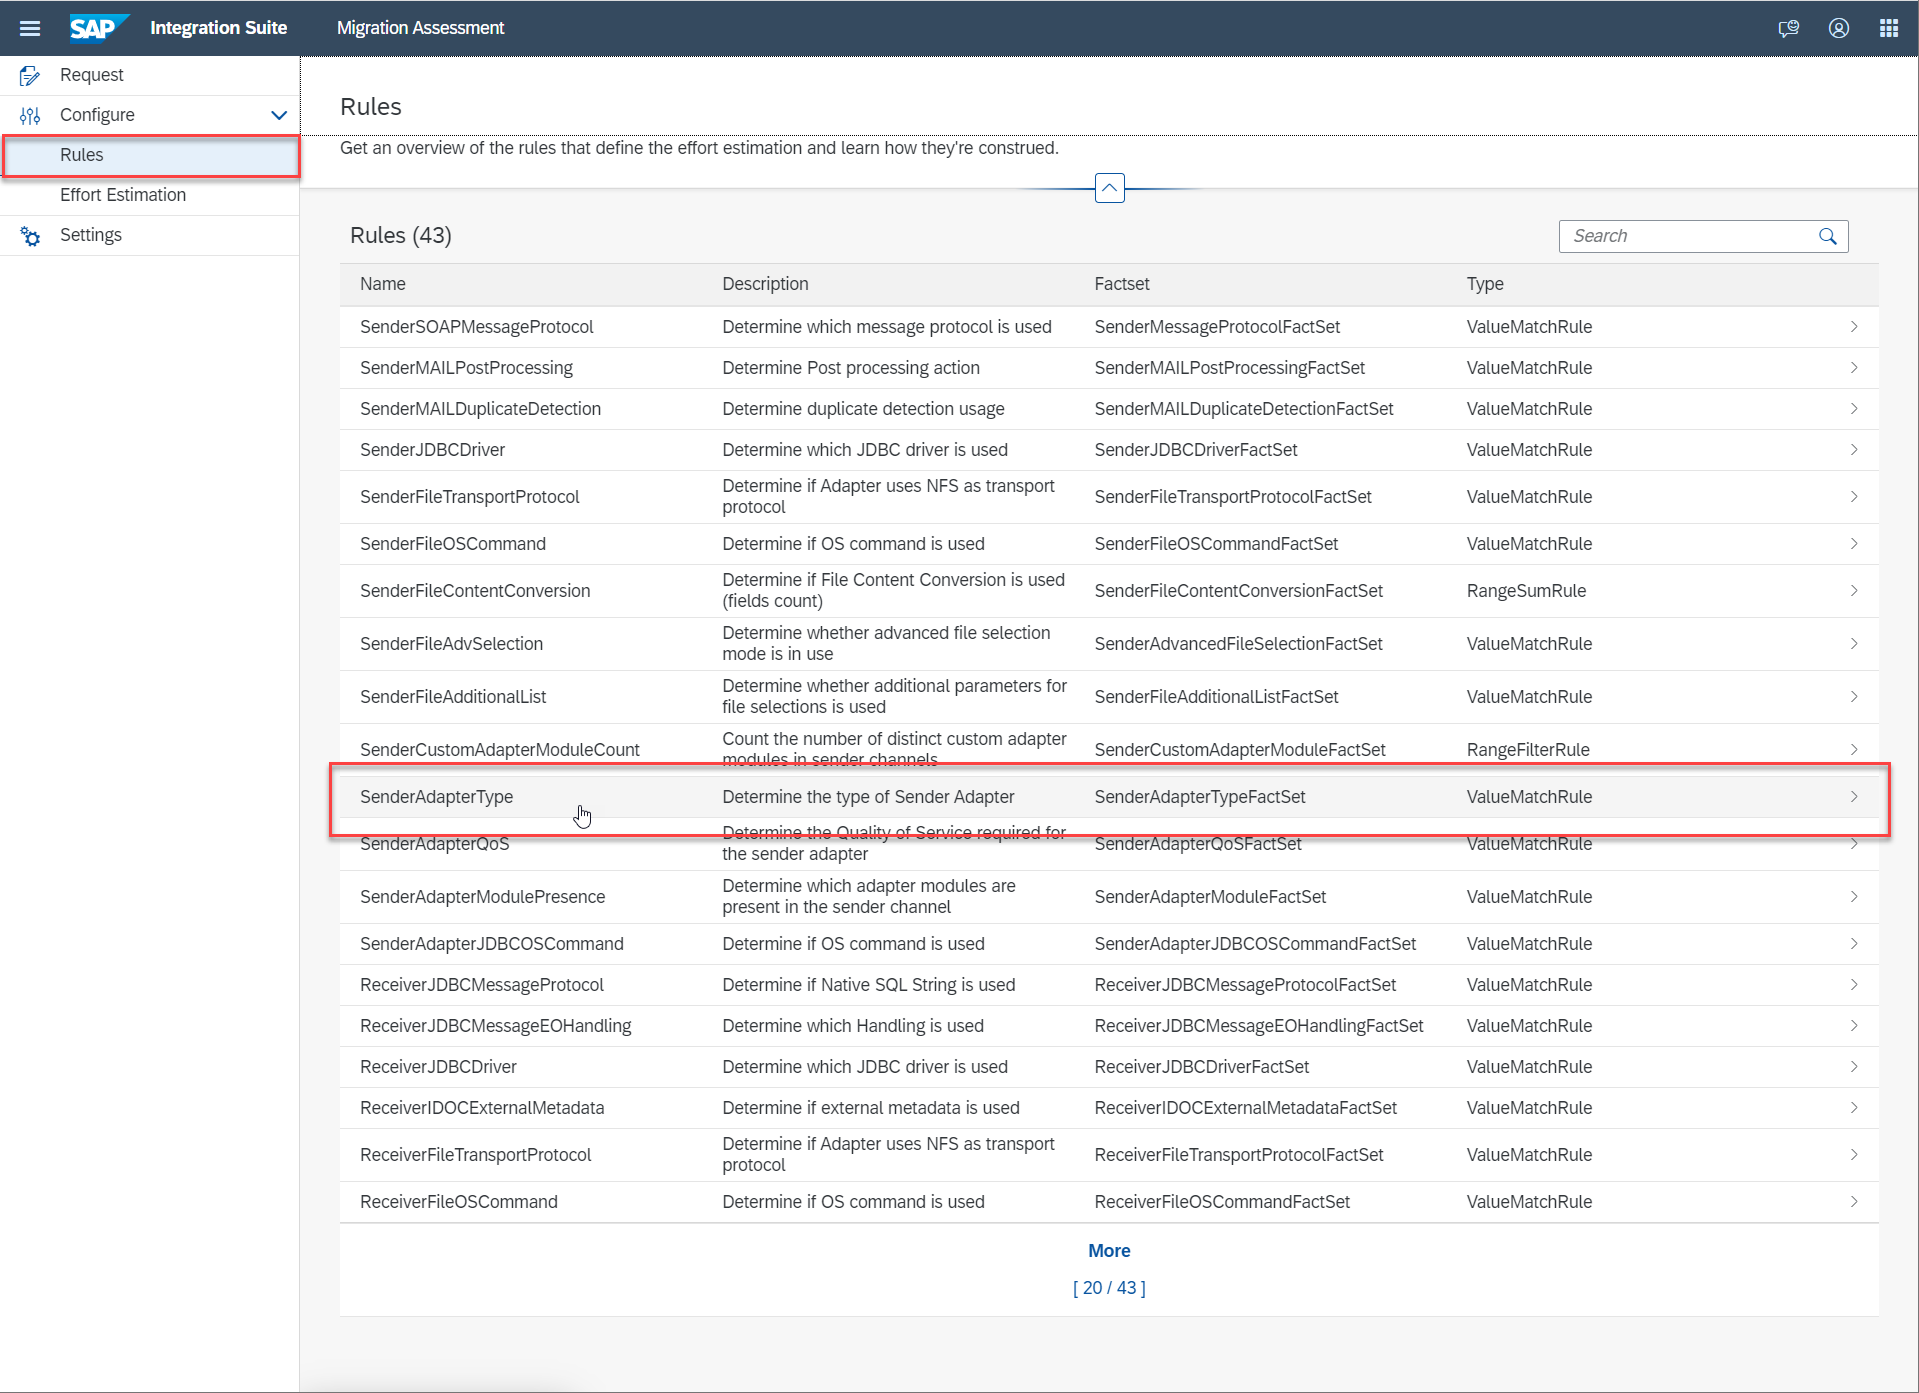 SAP Integration Suite Migration Assessment
Request
Configure
Rules
Effort Estimation
Settings
Rules
Get an overview of the rules that define the effort estimation and learn how they're construed.
Rules (43)
Search
Name Description Factset Type
SenderSOAPMessageProtocol Determine which message protocol is used SenderMessageProtocolFactSet ValueMatchRule
SenderMAILPostProcessing Determine Post processing action SenderMAILPostProcessingFactSet ValueMatchRule
SenderMAILDuplicateDetection Determine duplicate detection usage SenderMAILDuplicateDetectionFactSet ValueMatchRule
SenderJDBCDriver Determine which JDBC driver is used SenderJDBCDriverFactSet ValueMatchRule
SenderFileTransportProtocol Determine if Adapter uses NFS as transport
protocol SenderFileTransportProtocolFactSet ValueMatchRule
SenderFileOSCommand Determine if OS command is used SenderFileOSCommandFactSet ValueMatchRule
SenderFileContentConversion Determine if File Content Conversion is used
(fields count) SenderFileContentConversionFactSet RangeSumRule
SenderFileAdvSelection Determine whether advanced file selection
mode is in use SenderAdvancedFileSelectionFactSet ValueMatchRule
SenderFileAdditionalList Determine whether additional parameters for
file selections is used SenderFileAdditionalListFactSet ValueMatchRule
SenderCustomAdapterModuleCount Count the number of distinct custom adapter
modules in sender channels SenderCustomAdapterModuleFactSet RangeFilterRule
SenderAdapterType Determine the type of Sender Adapter SenderAdapterTypeFactSet ValueMatchRule
SenderAdapterQoS Determine the Quality of Service required for
the sender adapter SenderAdapterQoSFactSet ValueMatchRule
SenderAdapterModulePresence Determine which adapter modules are
present in the sender channel SenderAdapterModuleFactSet ValueMatchRule
SenderAdapterJDBCOSCommand Determine if OS command is used SenderAdapterJDBCOSCommandFactSet ValueMatchRule
ReceiverJDBCMessageProtocol Determine if Native SQL String is used ReceiverJDBCMessageProtocolFactSet ValueMatchRule
ReceiverJDBCMessageEOHandling Determine which Handling is used ReceiverJDBCMessageEOHandlingFactSet ValueMatchRule
ReceiverJDBCDriver Determine which JDBC driver is used ReceiverJDBCDriverFactSet ValueMatchRule
ReceiverIDOCExternalMetadata Determine if external metadata is used ReceiverIDOCExternalMetadataFactSet ValueMatchRule
ReceiverFileTransportProtocol Determine if Adapter uses NFS as transport
protocol ReceiverFileTransportProtocolFactSet ValueMatchRule
ReceiverFileOSCommand Determine if OS command is used ReceiverFileOSCommandFactSet ValueMatchRule
More
[ 20 / 43 ]